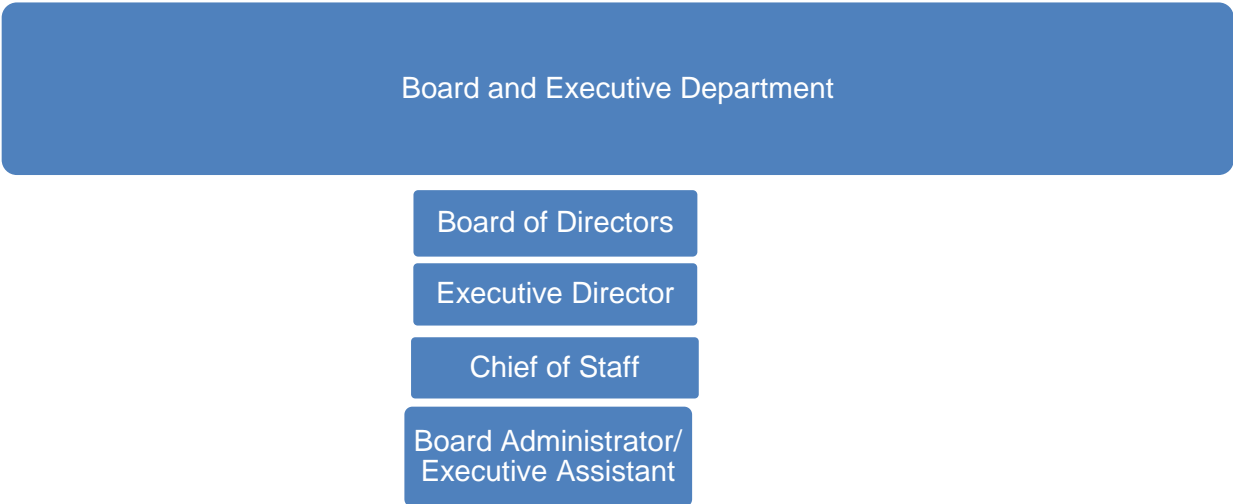 Board and Executive Department
Board of Directors
Executive Director
Chief of Staff
Board Administrator/
Executive Assistant